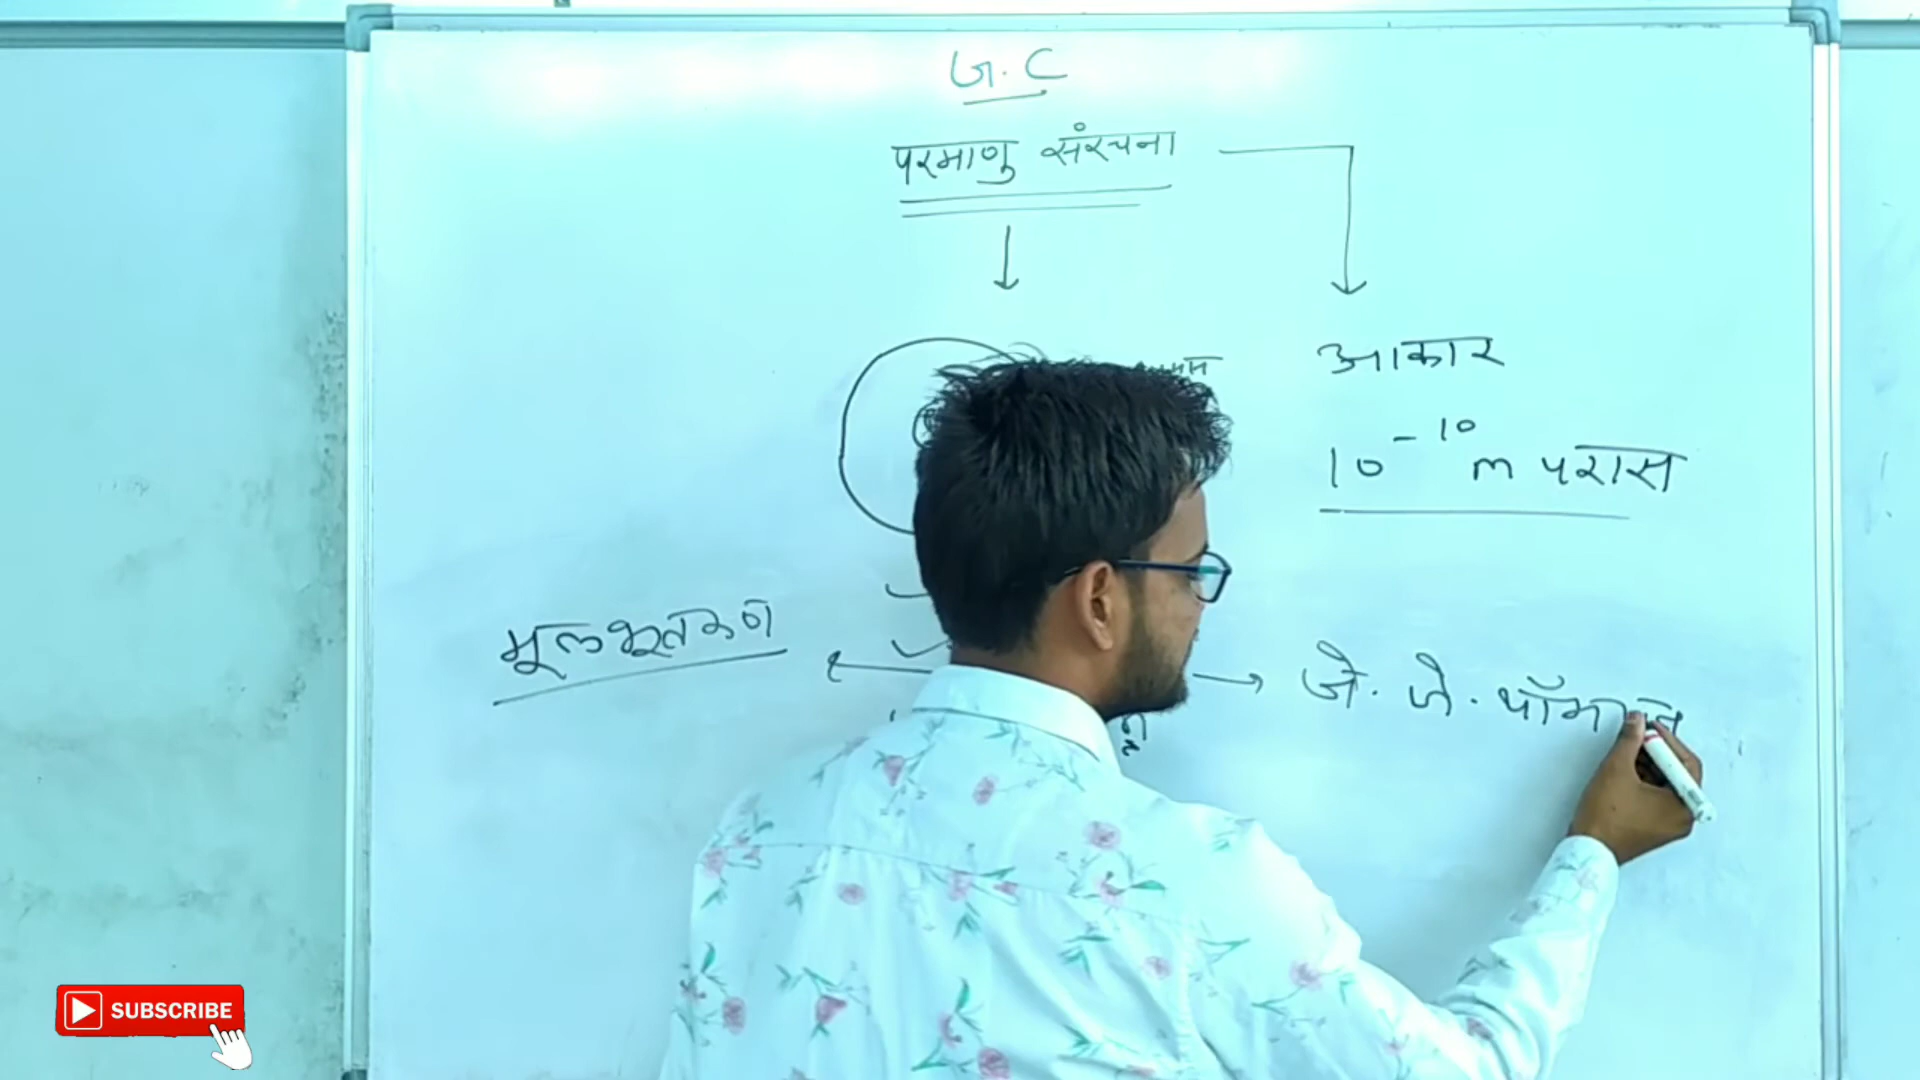 G.C
परमाणु संरचना
आकार
10⁻¹⁰ m परास
मूलभूतकण
जे. जे. थॉमसन
SUBSCRIBE